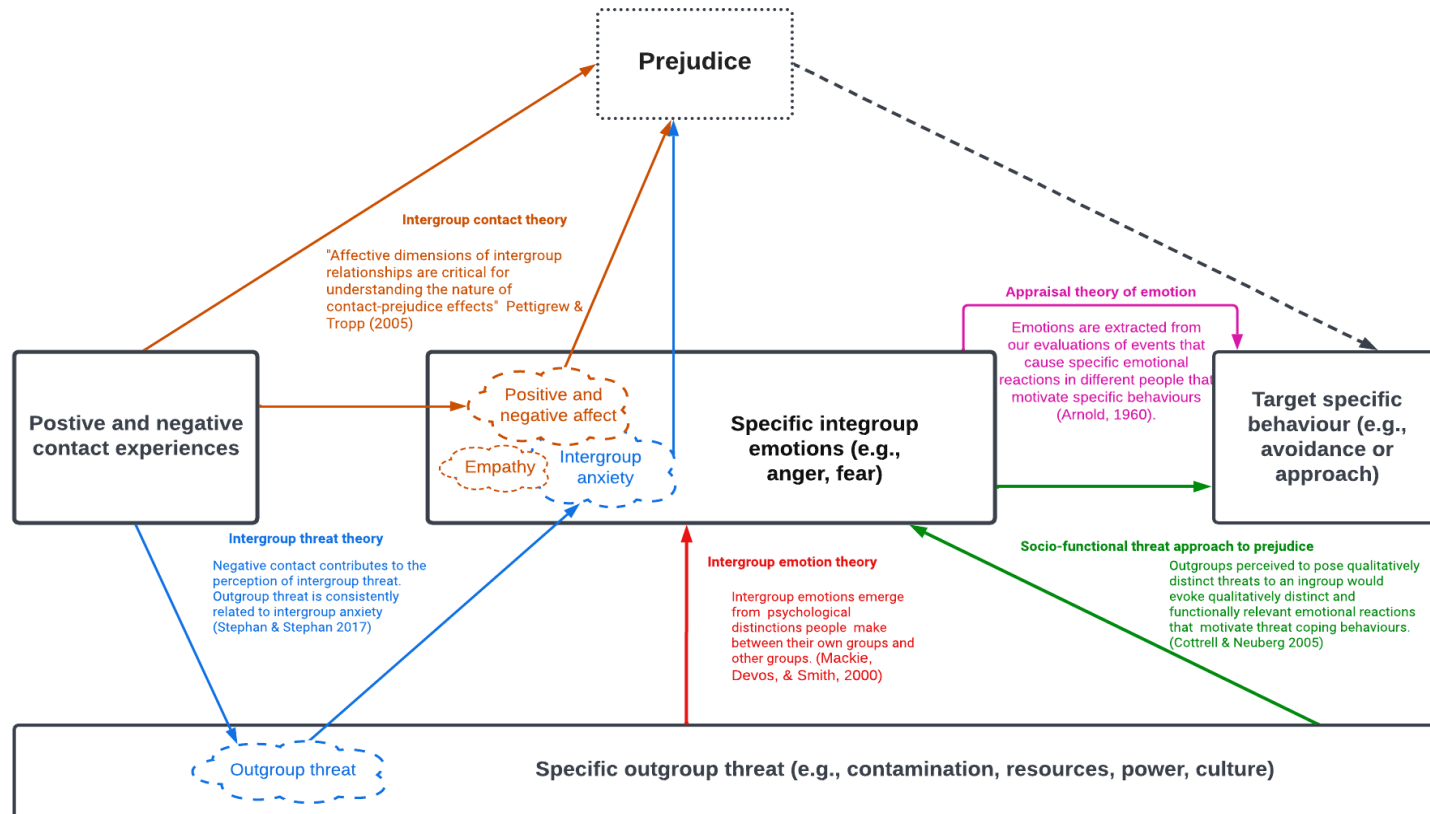 Prejudice
Intergroup contact theory
"Affective dimensions of intergroup
relationships are critical for
understanding the nature of
contact-prejudice effects" Pettigrew &
Tropp (2005)
Appraisal theory of emotion
Emotions are extracted from
our evaluations of events that
cause specific emotional
reactions in different people that
motivate specific behaviours
(Arnold, 1960).
Postive and negative
contact experiences
Positive and
negative affect
Empathy
Intergroup
anxiety
Specific integroup
emotions (e.g.,
anger, fear)
Target specific
behaviour (e.g.,
avoidance or
approach)
Intergroup threat theory
Negative contact contributes to the
perception of intergroup threat.
Outgroup threat is consistently
related to intergroup anxiety
(Stephan & Stephan 2017)
Intergroup emotion theory
Intergroup emotions emerge
from psychological
distinctions people make
between their own groups and
other groups. (Mackie,
Devos, & Smith, 2000)
Socio-functional threat approach to prejudice
Outgroups perceived to pose qualitatively
distinct threats to an ingroup would
evoke qualitatively distinct and
functionally relevant emotional reactions
that motivate threat coping behaviours.
(Cottrell & Neuberg 2005)
Outgroup threat
Specific outgroup threat (e.g., contamination, resources, power, culture)